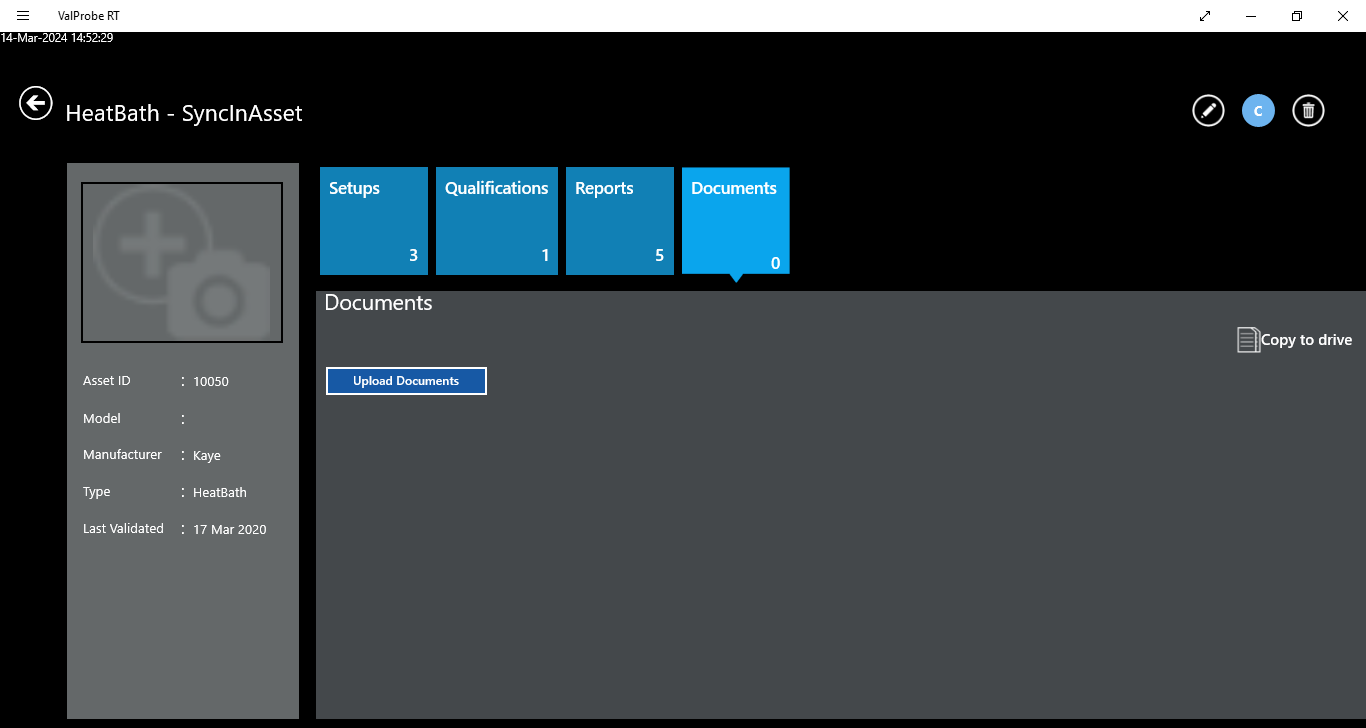 ValProbe RT
14-Mar-2024 14:52:29
HeatBath - SyncInAsset
C
Setups
3
Qualifications
1
Reports
5
Documents
0
Documents
Copy to drive
Upload Documents
Asset ID : 10050
Model :
Manufacturer : Kaye
Type : HeatBath
Last Validated : 17 Mar 2020